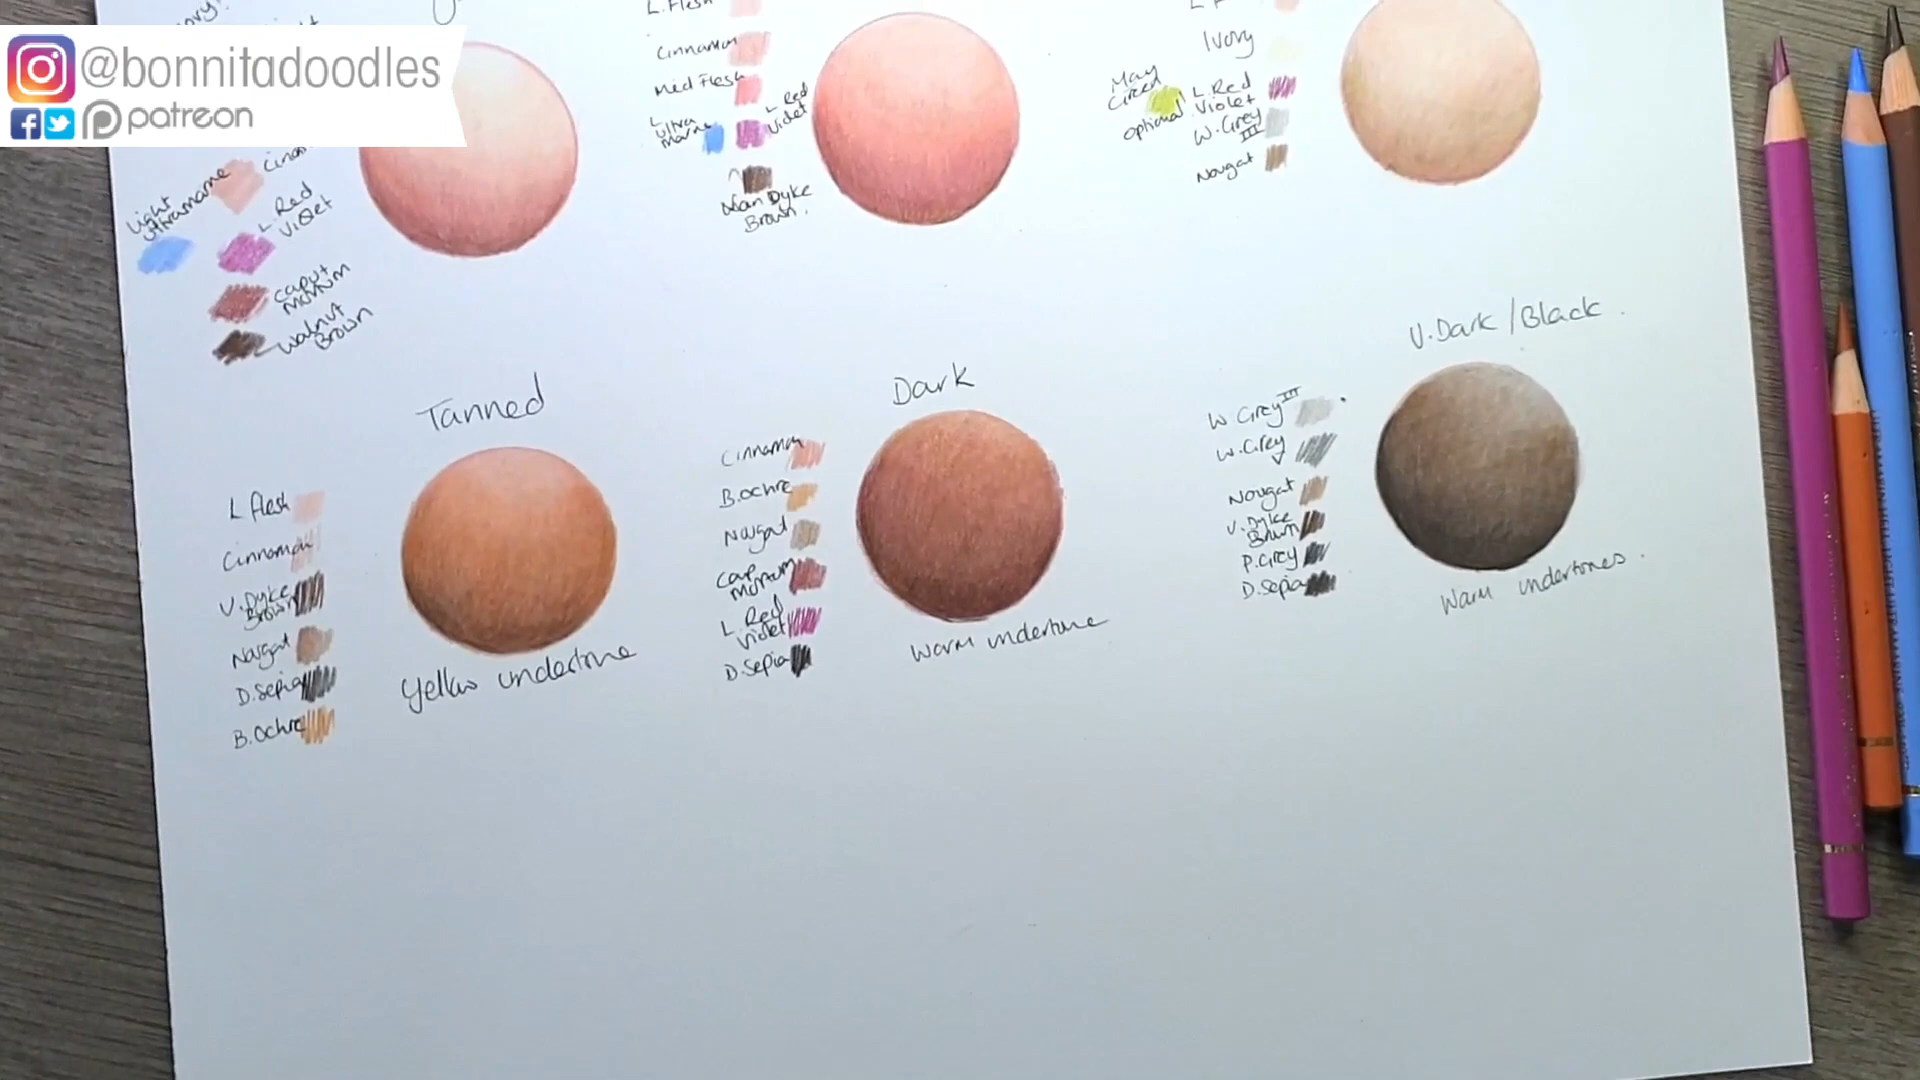 @bonnitadoodles
patreon
L.Flesh
Cinnamon
Med Flesh
L
Ultra
Marine
L Red
Violet
Van Dyke
Brown.
Ivory
May
Green
optional
L.Red
Violet
W.Grey
III
Nougat
Light
Ultramarine
L Red
Violet
Caput
Mortum
Walnut
Brown
Tanned
L flesh
Cinnamon
V.Dyke
Brown
Nougat
D.Sepia
B.Ochre
Yellow undertone
Dark
Cinnamon
B.Ochre
Nougat
Cap
Mortum
L Red
Violet
D.Sepia
Warm undertone
V.Dark/Black
W Grey III
W.Grey
V
Nougat
V.Dyke
Brown
P.Grey
D.Sepia
Warm undertones.